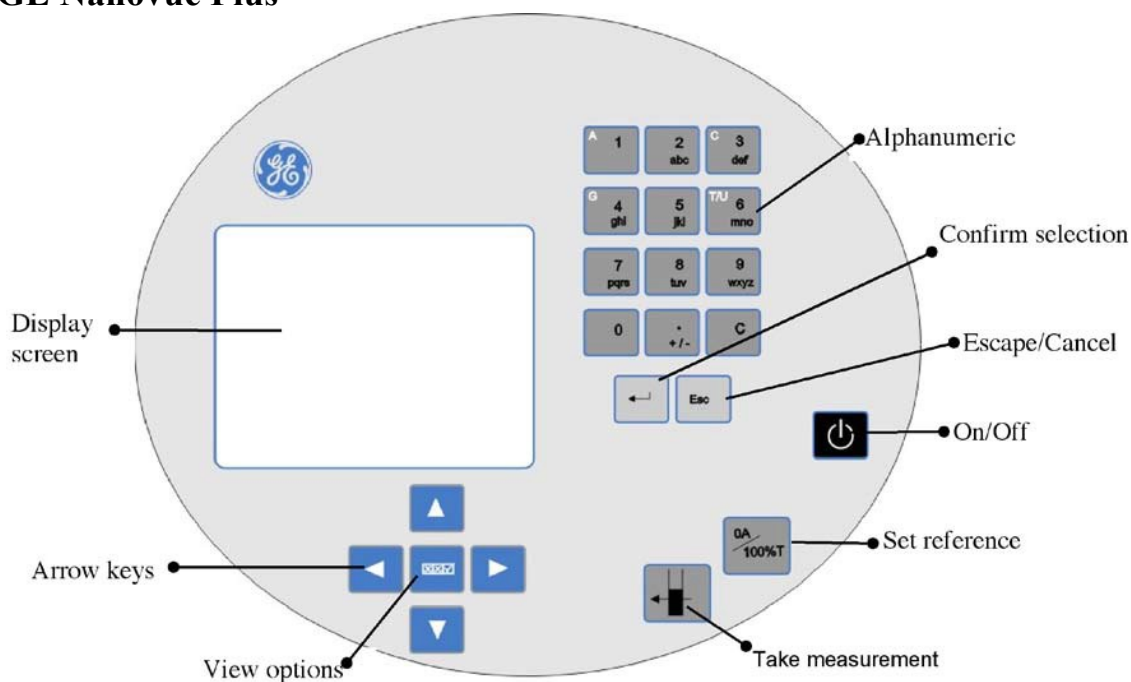 GE Nanovue Plus
GE
A 1
2 abc
C 3 def
G 4 ghi
5 jkl
T/U 6 mno
7 pqrs
8 tuv
9 wxyz
0
. +/-
C
Esc
0A/100%T
Alphanumeric
Confirm selection
Escape/Cancel
On/Off
Set reference
Take measurement
Display
screen
Arrow keys
View options